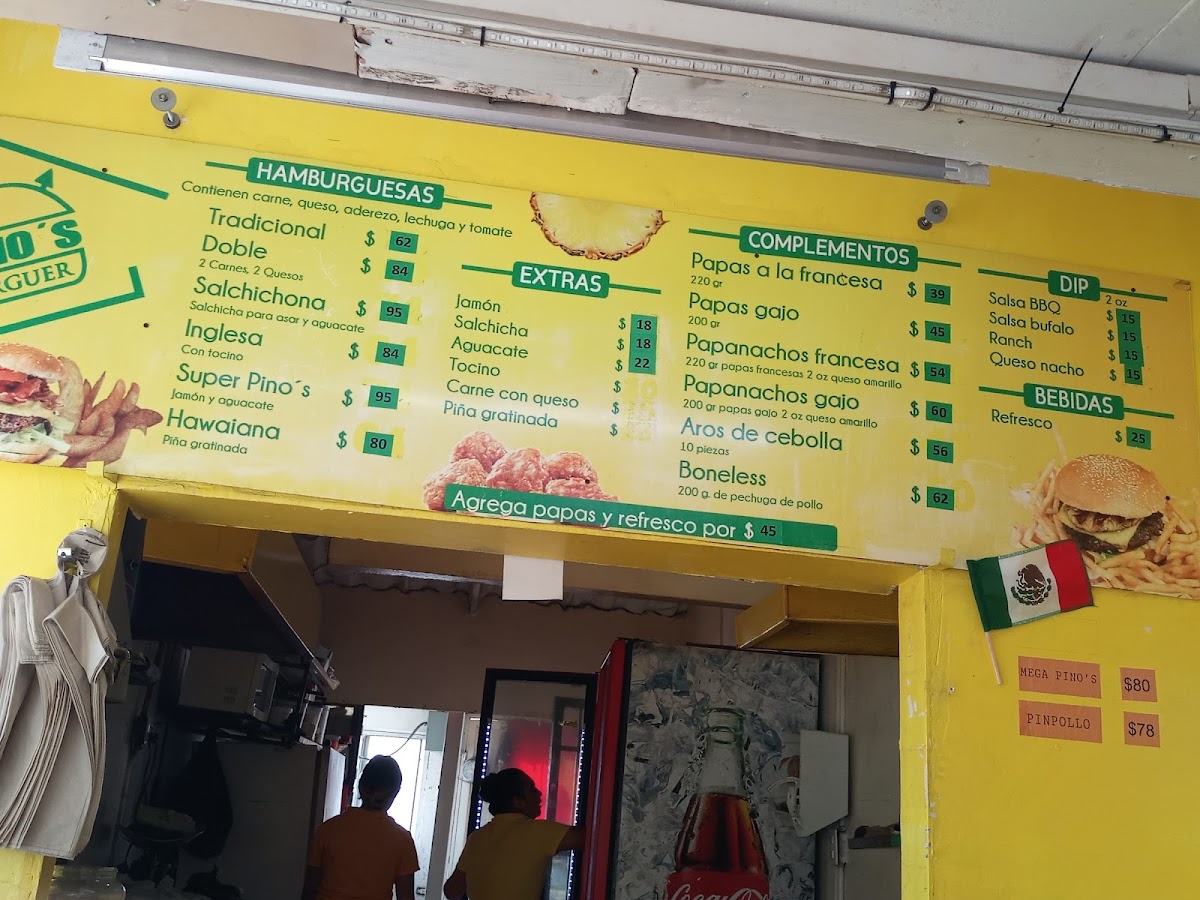 NO´S
RGUER
HAMBURGUESAS
Contienen carne, queso, aderezo, lechuga y tomate
Tradicional $ 62
Doble $ 84
2 Carnes, 2 Quesos
Salchichona $ 95
Salchicha para asar y aguacate
Inglesa $ 84
Con tocino
Super Pino´s $ 95
Jamón y aguacate
Hawaiana $ 80
Piña gratinada
EXTRAS
Jamón $ 18
Salchicha $ 18
Aguacate $ 22
Tocino $
Carne con queso $
Piña gratinada $
Agrega papas y refresco por $ 45
COMPLEMENTOS
Papas a la francesa $ 39
220 gr
Papas gajo $ 45
200 gr
Papanachos francesa $ 54
220 gr papas francesas 2 oz queso amarillo
Papanachos gajo $ 60
200 gr papas gajo 2 oz queso amarillo
Aros de cebolla $ 56
10 piezas
Boneless $ 62
200 g. de pechuga de pollo
DIP 2 oz
Salsa BBQ $ 15
Salsa bufalo $ 15
Ranch $ 15
Queso nacho $ 15
BEBIDAS
Refresco $ 25
MEGA PINO'S $80
PINPOLLO $78
Coca-Cola